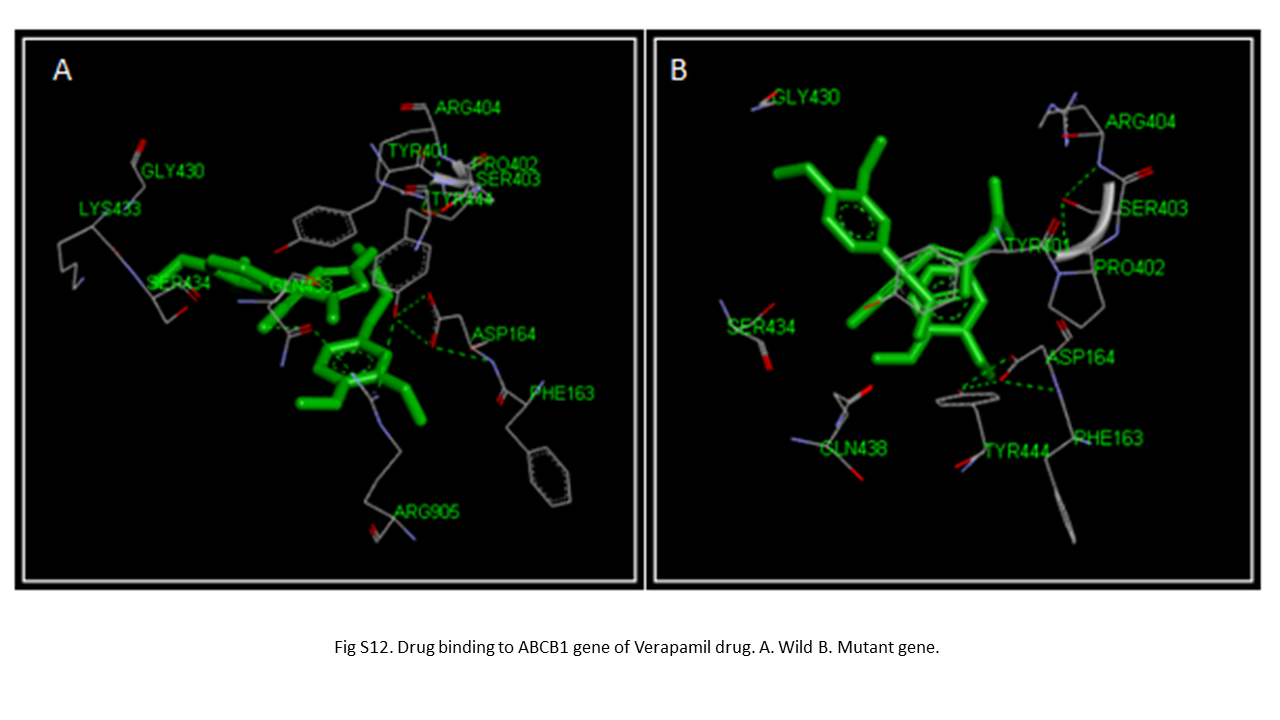 A
ARG404
TYR401
PRO402
GLY430
SER403
TYR444
LYS433
SER434
GLN438
ASP164
PHE163
ARG905
B
GLY430
ARG404
SER403
TYR401
PRO402
SER434
ASP164
GLN438
TYR444
PHE163
Fig S12. Drug binding to ABCB1 gene of Verapamil drug. A. Wild B. Mutant gene.